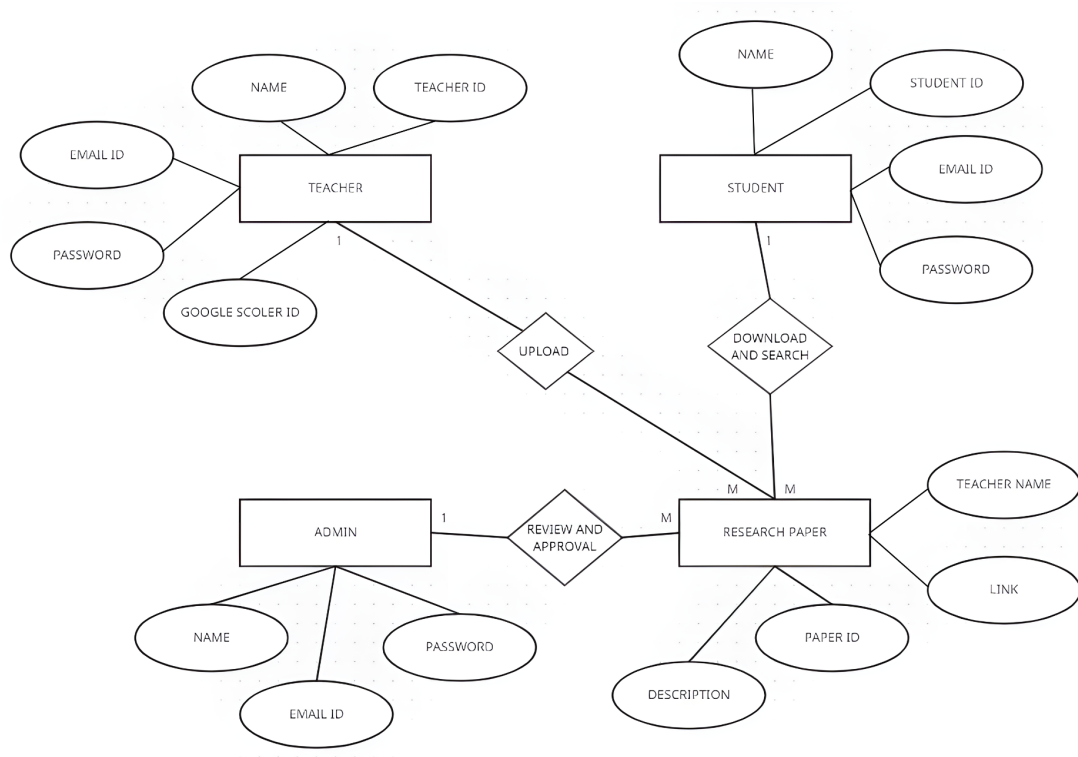 NAME
NAME
TEACHER ID
STUDENT ID
EMAIL ID
EMAIL ID
TEACHER
STUDENT
PASSWORD
PASSWORD
1
1
GOOGLE SCOLER ID
UPLOAD
DOWNLOAD
AND SEARCH
M
M
TEACHER NAME
ADMIN
1
REVIEW AND
APPROVAL
M
RESEARCH PAPER
LINK
NAME
PASSWORD
PAPER ID
DESCRIPTION
EMAIL ID